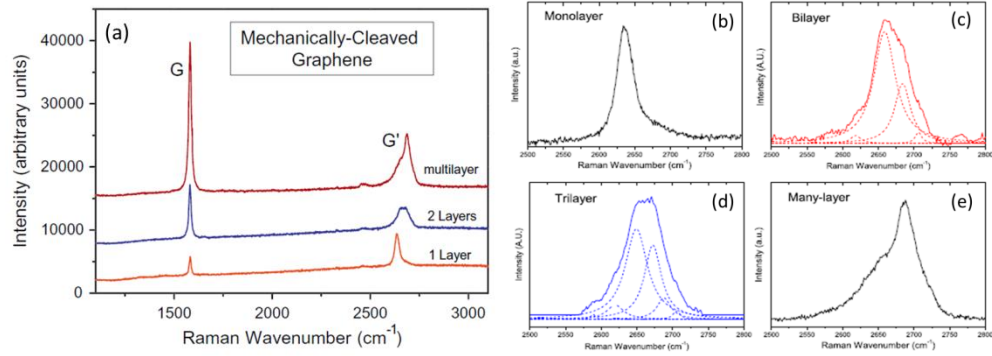 (a)
Mechanically-Cleaved
Graphene
G
G'
multilayer
2 Layers
1 Layer
40000
30000
20000
10000
0
1500
2000
2500
3000
Intensity (arbitrary units)
Raman Wavenumber (cm-1)
Monolayer
(b)
Intensity (a.u.)
2500 2550 2600 2650 2700 2750 2800
Raman Wavenumber (cm-1)
Bilayer
(c)
Intensity (A.U.)
2500 2550 2600 2650 2700 2750 2800
Raman Wavenumber (cm-1)
Trilayer
(d)
Intensity (A.U.)
2500 2550 2600 2650 2700 2750 2800
Raman Wavenumber (cm-1)
Many-layer
(e)
Intensity (a.u.)
2500 2550 2600 2650 2700 2750 2800
Raman Wavenumber (cm-1)